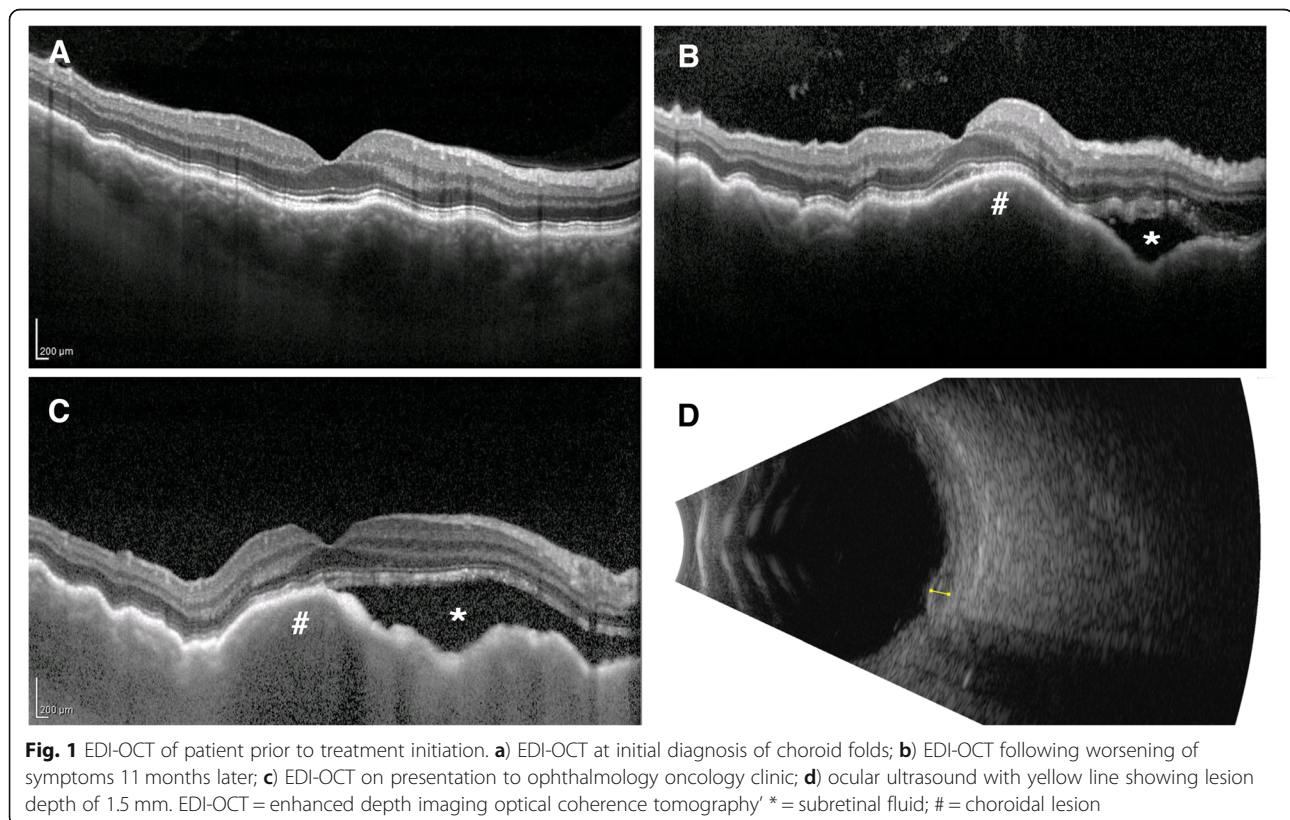 A
B
200 µm
#
*
C
D
#
*
200 µm
Fig. 1 EDI-OCT of patient prior to treatment initiation. a) EDI-OCT at initial diagnosis of choroid folds; b) EDI-OCT following worsening of
symptoms 11 months later; c) EDI-OCT on presentation to ophthalmology oncology clinic; d) ocular ultrasound with yellow line showing lesion
depth of 1.5 mm. EDI-OCT = enhanced depth imaging optical coherence tomography’ * = subretinal fluid; # = choroidal lesion